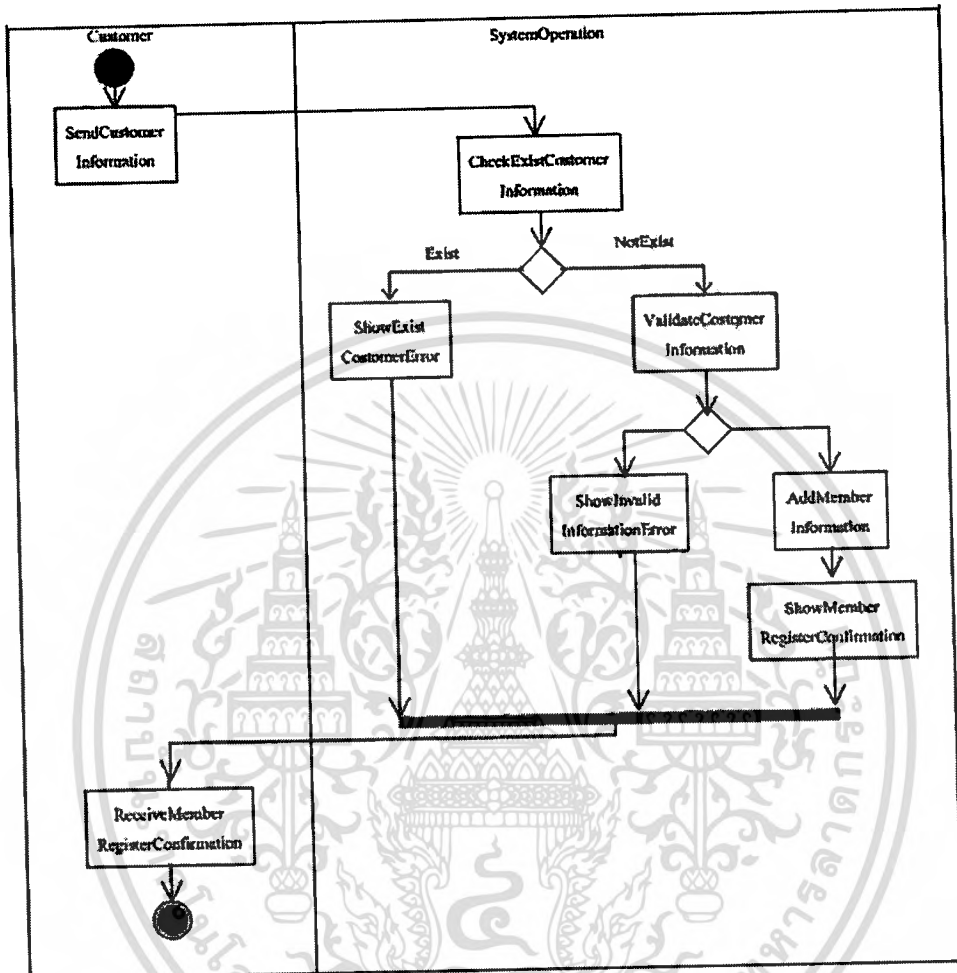 Customer
SystemOperation
SendCustomer
Information
CheckExistCustomer
Information
Exist
NotExist
ShowExist
CustomerError
ValidateCustomer
Information
ShowInvalid
InformationError
AddMember
Information
ShowMember
RegisterConfirmation
ReceiveMember
RegisterConfirmation